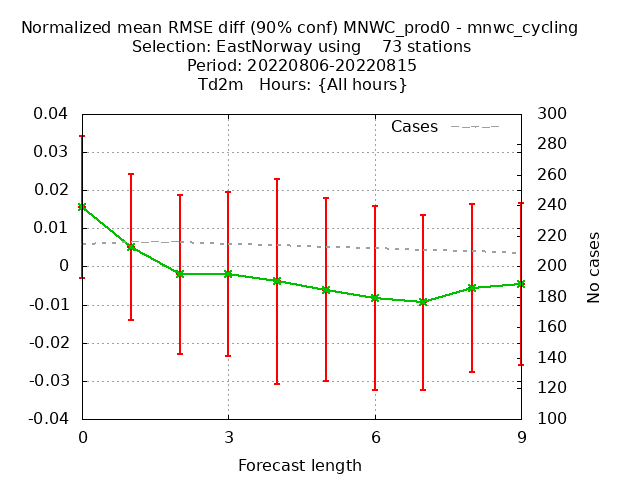 Normalized mean RMSE diff (90% conf) MNWC_prod0 - mnwc_cycling
Selection: EastNorway using 73 stations
Period: 20220806-20220815
Td2m Hours: {All hours}
0.04
0.03
0.02
0.01
0
-0.01
-0.02
-0.03
-0.04
Cases
300
280
260
240
220
200
180
160
140
120
100
No cases
0 3 6 9
Forecast length